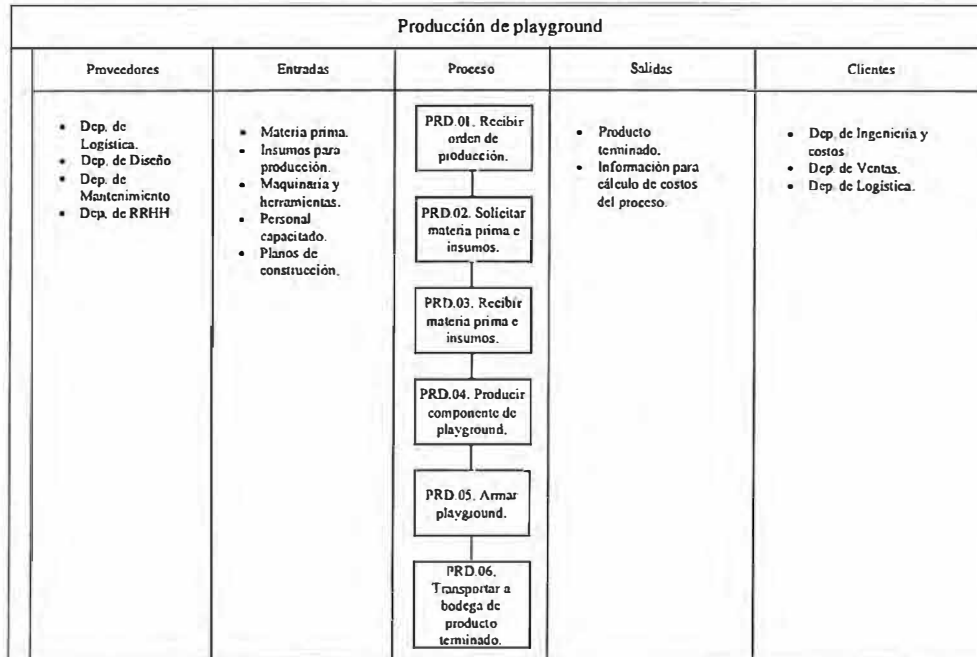 Producción de playground
Proveedores
Entradas
Proceso
Salidas
Clientes
• Dep. de
Logística.
• Dep. de Diseño
• Dep. de
Mantenimiento
• Dep. de RRHH
• Materia prima.
• Insumos para
producción.
• Maquinaria y
herramientas.
• Personal
capacitado.
• Planos de
construcción.
PRD.01. Recibir
orden de
producción.
PRD.02. Solicitar
materia prima e
insumos.
PRD.03. Recibir
materia prima e
insumos.
PRD.04. Producir
componente de
playground.
PRD.05. Armar
playground.
PRD.06.
Transportar a
bodega de
producto
terminado.
• Producto
terminado.
• Información para
cálculo de costos
del proceso.
• Dep. de Ingeniería y
costos
• Dep. de Ventas.
• Dep. de Logística.